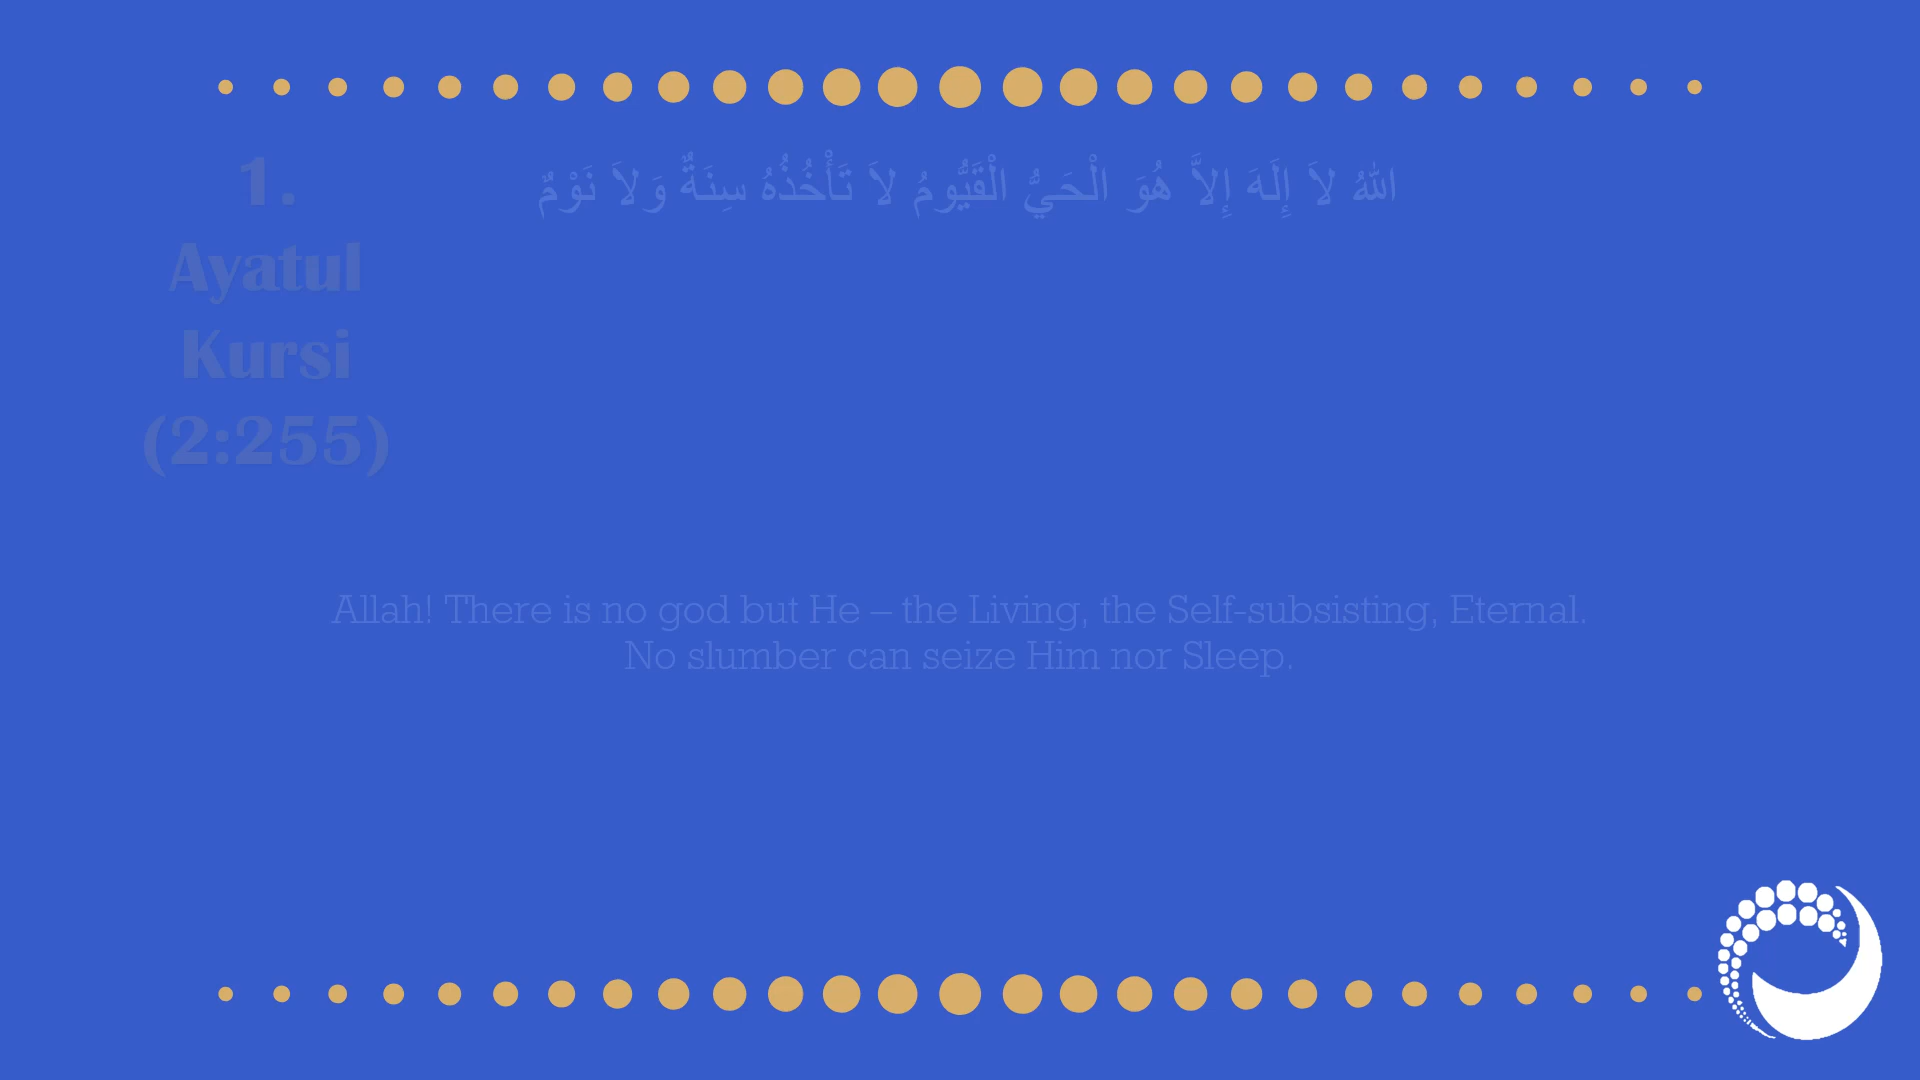 1.
Ayatul
Kursi
(2:255)
اللهُ لاَ إِلَهَ إِلاَّ هُوَ الْحَيُّ الْقَيُّومُ لاَ تَأْخُذُهُ سِنَةٌ وَلاَ نَوْمٌ
Allah! There is no god but He – the Living, the Self-subsisting, Eternal.
No slumber can seize Him nor Sleep.